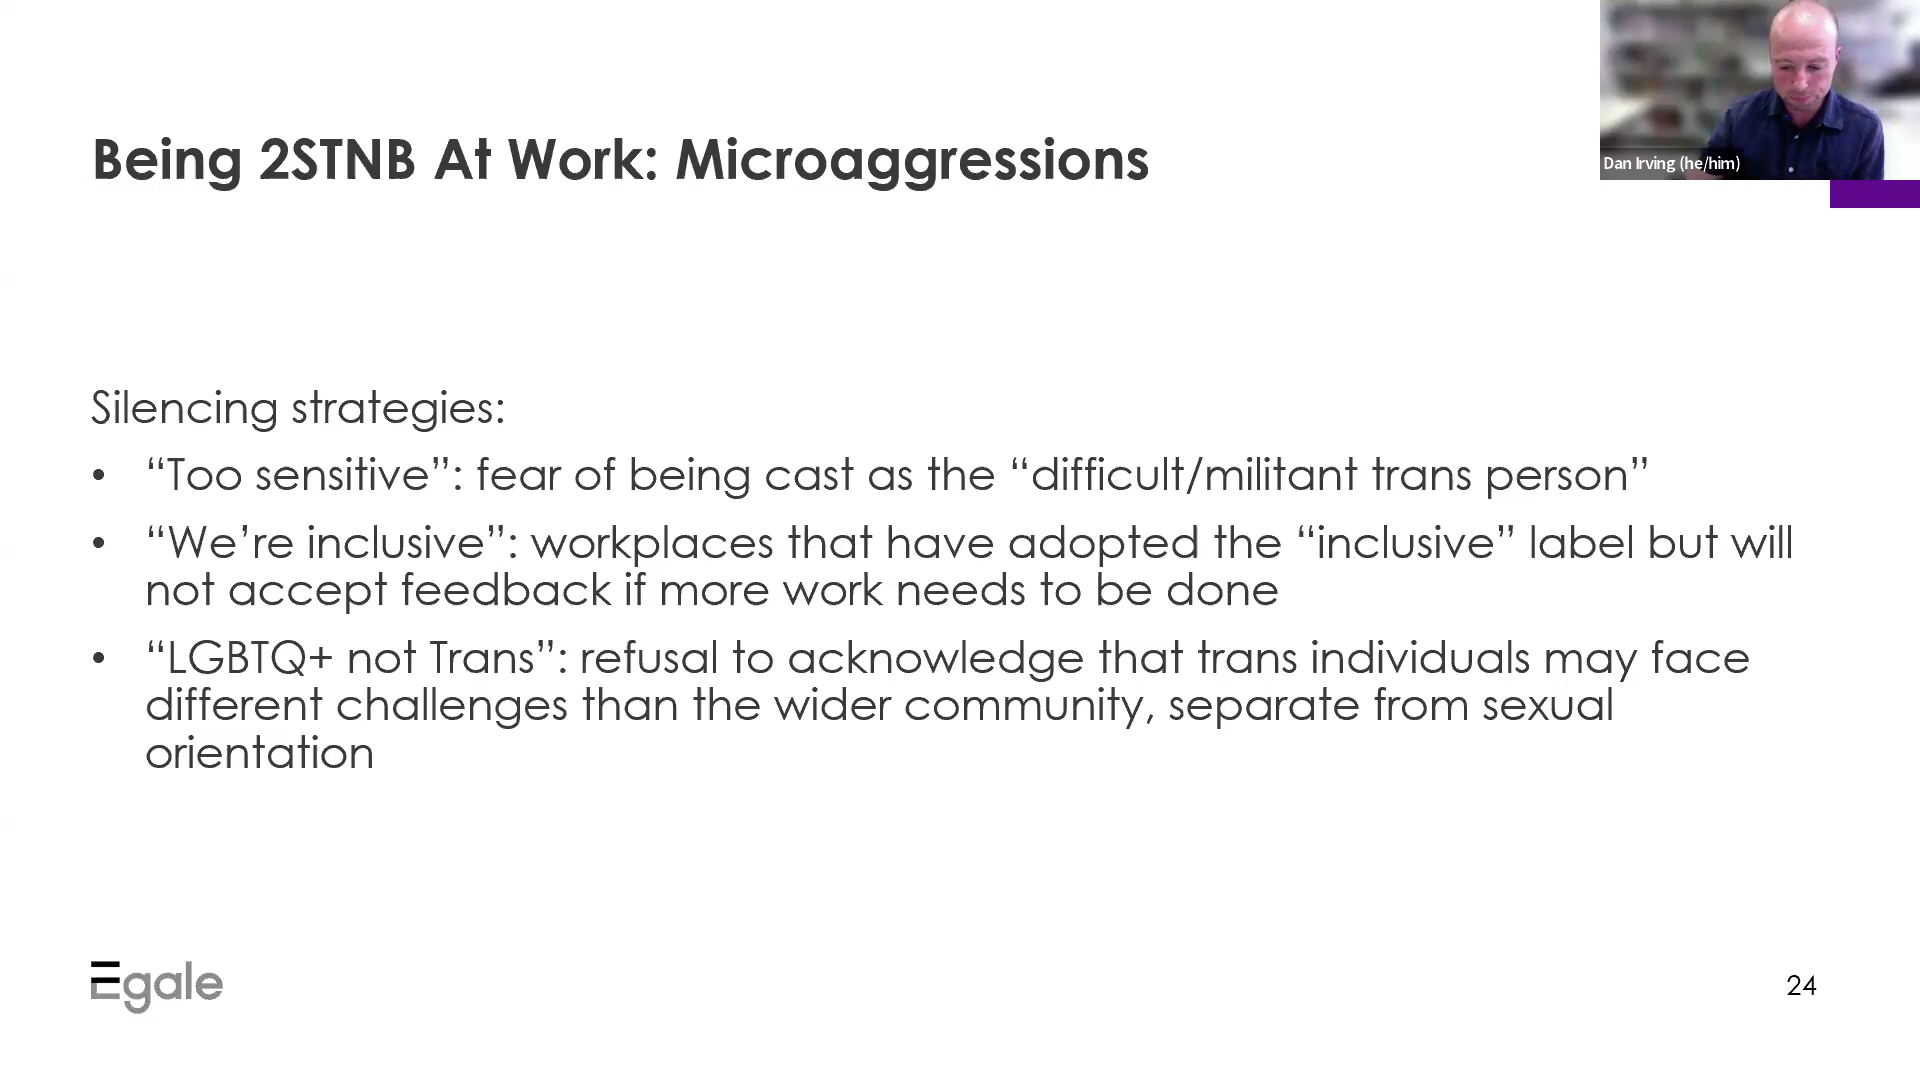 Dan Irving (he/him)
Being 2STNB At Work: Microaggressions
Silencing strategies:
• “Too sensitive”: fear of being cast as the “difficult/militant trans person”
• “We’re inclusive”: workplaces that have adopted the “inclusive” label but will
not accept feedback if more work needs to be done
• “LGBTQ+ not Trans”: refusal to acknowledge that trans individuals may face
different challenges than the wider community, separate from sexual
orientation
Egale
24